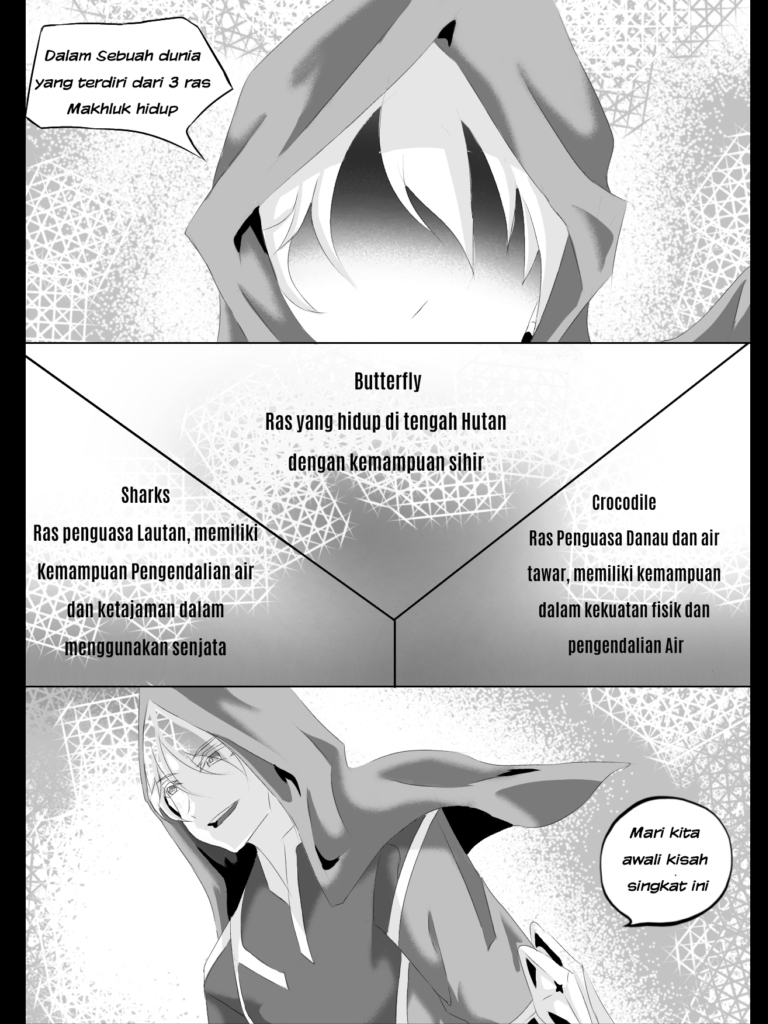 Dalam Sebuah dunia
yang terdiri dari 3 ras
Makhluk hidup
Butterfly
Ras yang hidup di tengah Hutan
dengan kemampuan sihir
Sharks
Ras penguasa Lautan, memiliki
Kemampuan Pengendalian air
dan ketajaman dalam
menggunakan senjata
Crocodile
Ras Penguasa Danau dan air
tawar, memiliki kemampuan
dalam kekuatan fisik dan
pengendalian Air
Mari kita
awali kisah
singkat ini